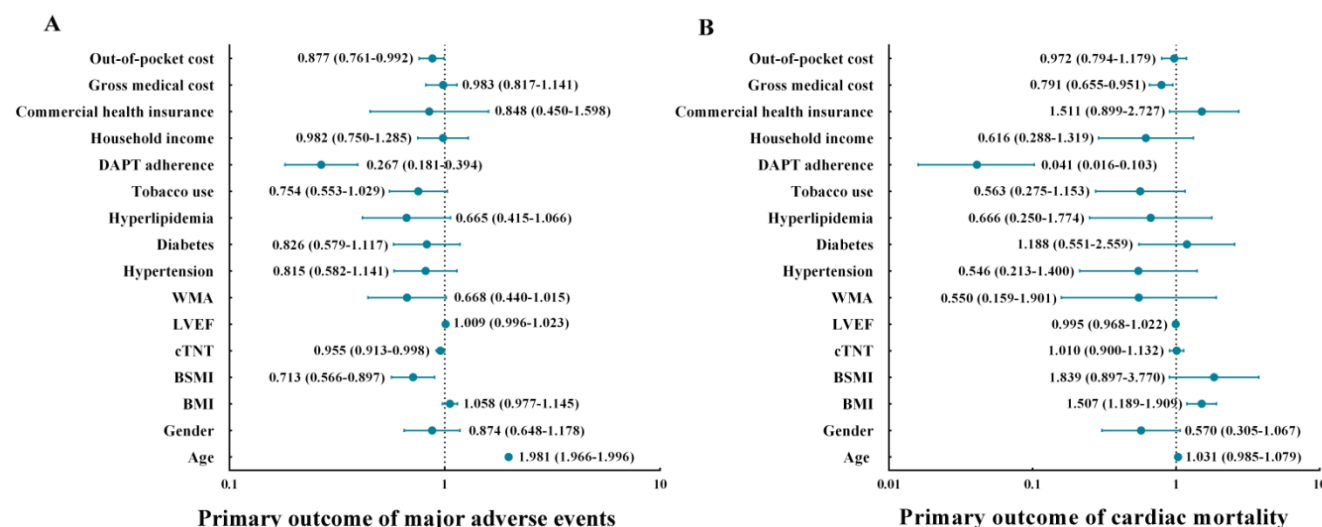 A
Out-of-pocket cost 0.877 (0.761-0.992)
Gross medical cost 0.983 (0.817-1.141)
Commercial health insurance 0.848 (0.450-1.598)
Household income 0.982 (0.750-1.285)
DAPT adherence 0.267 (0.181-0.394)
Tobacco use 0.754 (0.553-1.029)
Hyperlipidemia 0.665 (0.415-1.066)
Diabetes 0.826 (0.579-1.117)
Hypertension 0.815 (0.582-1.141)
WMA 0.668 (0.440-1.015)
LVEF 1.009 (0.996-1.023)
cTNT 0.955 (0.913-0.998)
BSMI 0.713 (0.566-0.897)
BMI 1.058 (0.977-1.145)
Gender 0.874 (0.648-1.178)
Age 1.981 (1.966-1.996)
0.1 1 10
Primary outcome of major adverse events
B
Out-of-pocket cost 0.972 (0.794-1.179)
Gross medical cost 0.791 (0.655-0.951)
Commercial health insurance 1.511 (0.899-2.727)
Household income 0.616 (0.288-1.319)
DAPT adherence 0.041 (0.016-0.103)
Tobacco use 0.563 (0.275-1.153)
Hyperlipidemia 0.666 (0.250-1.774)
Diabetes 1.188 (0.551-2.559)
Hypertension 0.546 (0.213-1.400)
WMA 0.550 (0.159-1.901)
LVEF 0.995 (0.968-1.022)
cTNT 1.010 (0.900-1.132)
BSMI 1.839 (0.897-3.770)
BMI 1.507 (1.189-1.909)
Gender 0.570 (0.305-1.067)
Age 1.031 (0.985-1.079)
0.01 0.1 1 10
Primary outcome of cardiac mortality